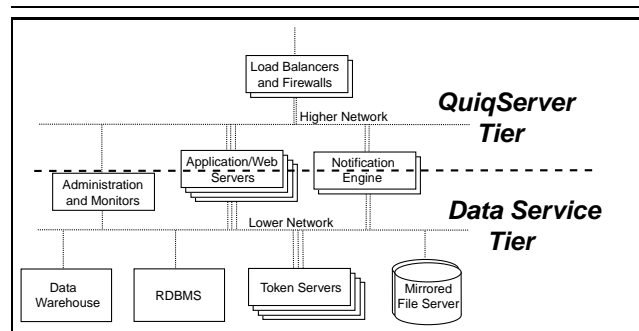 Load Balancers
and Firewalls
Higher Network
QuiqServer
Tier
Application/Web
Servers
Notification
Engine
Administration
and Monitors
Data Service
Tier
Lower Network
Data
Warehouse
RDBMS
Token Servers
Mirrored
File Server